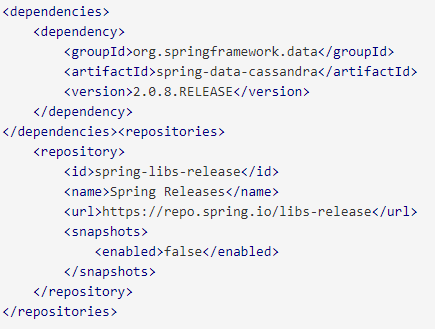 <dependencies>
    <dependency>
        <groupId>org.springframework.data</groupId>
        <artifactId>spring-data-cassandra</artifactId>
        <version>2.0.8.RELEASE</version>
    </dependency>
</dependencies><repositories>
    <repository>
        <id>spring-libs-release</id>
        <name>Spring Releases</name>
        <url>https://repo.spring.io/libs-release</url>
        <snapshots>
            <enabled>false</enabled>
        </snapshots>
    </repository>
</repositories>